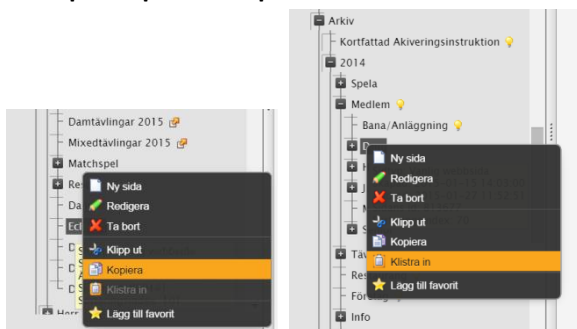 Damtävlingar 2015
Mixedtävlingar 2015
Matchspel
Ny sida
Redigera
Ta bort
Klipp ut
Kopiera
Klistra in
Lägg till favorit
Arkiv
Kortfattad Akiveringsinstruktion
2014
Spela
Medlem
Bana/Anläggning
Ny sida
Redigera
Ta bort
Klipp ut
Kopiera
Klistra in
Lägg till favorit
Info